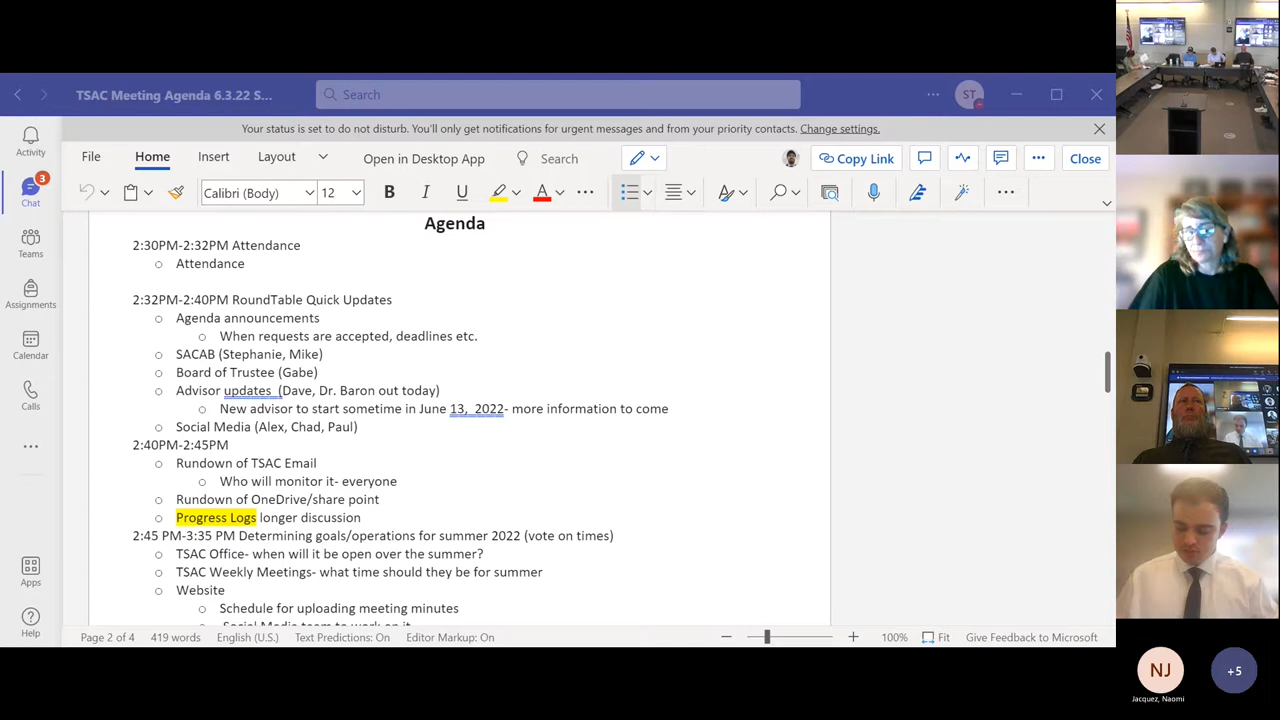 TSAC Meeting Agenda 6.3.22 S...
Search
ST
Your status is set to do not disturb. You'll only get notifications for urgent messages and from your priority contacts. Change settings.
Activity
3
Chat
Teams
Assignments
Calendar
Calls
Apps
Help
File
Home
Insert
Layout
Open in Desktop App
Search
Copy Link
Close
Calibri (Body)
12
B
I
U
A
Agenda
2:30PM-2:32PM Attendance
Attendance
2:32PM-2:40PM RoundTable Quick Updates
Agenda announcements
When requests are accepted, deadlines etc.
SACAB (Stephanie, Mike)
Board of Trustee (Gabe)
Advisor updates (Dave, Dr. Baron out today)
New advisor to start sometime in June 13, 2022- more information to come
Social Media (Alex, Chad, Paul)
2:40PM-2:45PM
Rundown of TSAC Email
Who will monitor it- everyone
Rundown of OneDrive/share point
Progress Logs longer discussion
2:45 PM-3:35 PM Determining goals/operations for summer 2022 (vote on times)
TSAC Office- when will it be open over the summer?
TSAC Weekly Meetings- what time should they be for summer
Website
Schedule for uploading meeting minutes
Social Media team to work on it
Page 2 of 4
419 words
English (U.S.)
Text Predictions: On
Editor Markup: On
100%
Fit
Give Feedback to Microsoft
NJ
Jacquez, Naomi
+5